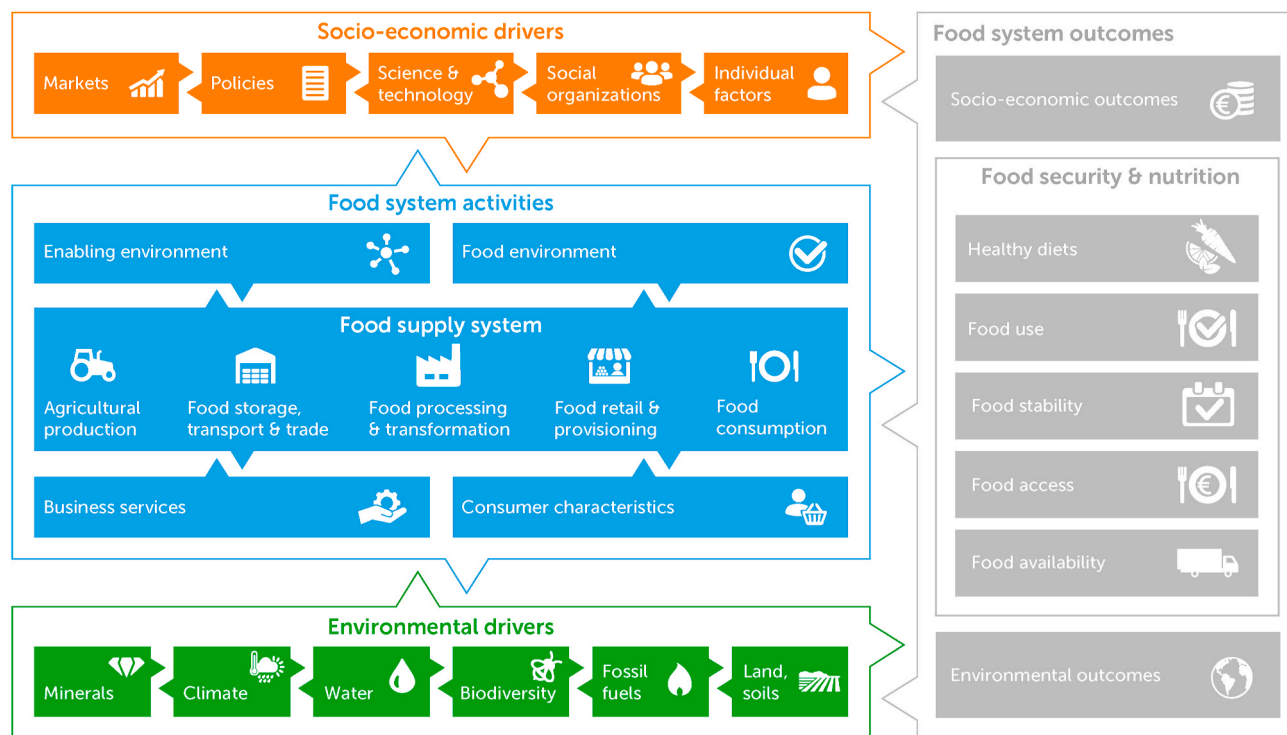 Socio-economic drivers
Markets
Policies
Science &
technology
Social
organizations
Individual
factors
Food system activities
Enabling environment
Food environment
Food supply system
Agricultural
production
Food storage,
transport & trade
Food processing
& transformation
Food retail &
provisioning
Food
consumption
Business services
Consumer characteristics
Environmental drivers
Minerals
Climate
Water
Biodiversity
Fossil
fuels
Land,
soils
Food system outcomes
Socio-economic outcomes
€
Food security & nutrition
Healthy diets
Food use
Food stability
Food access
€
Food availability
Environmental outcomes